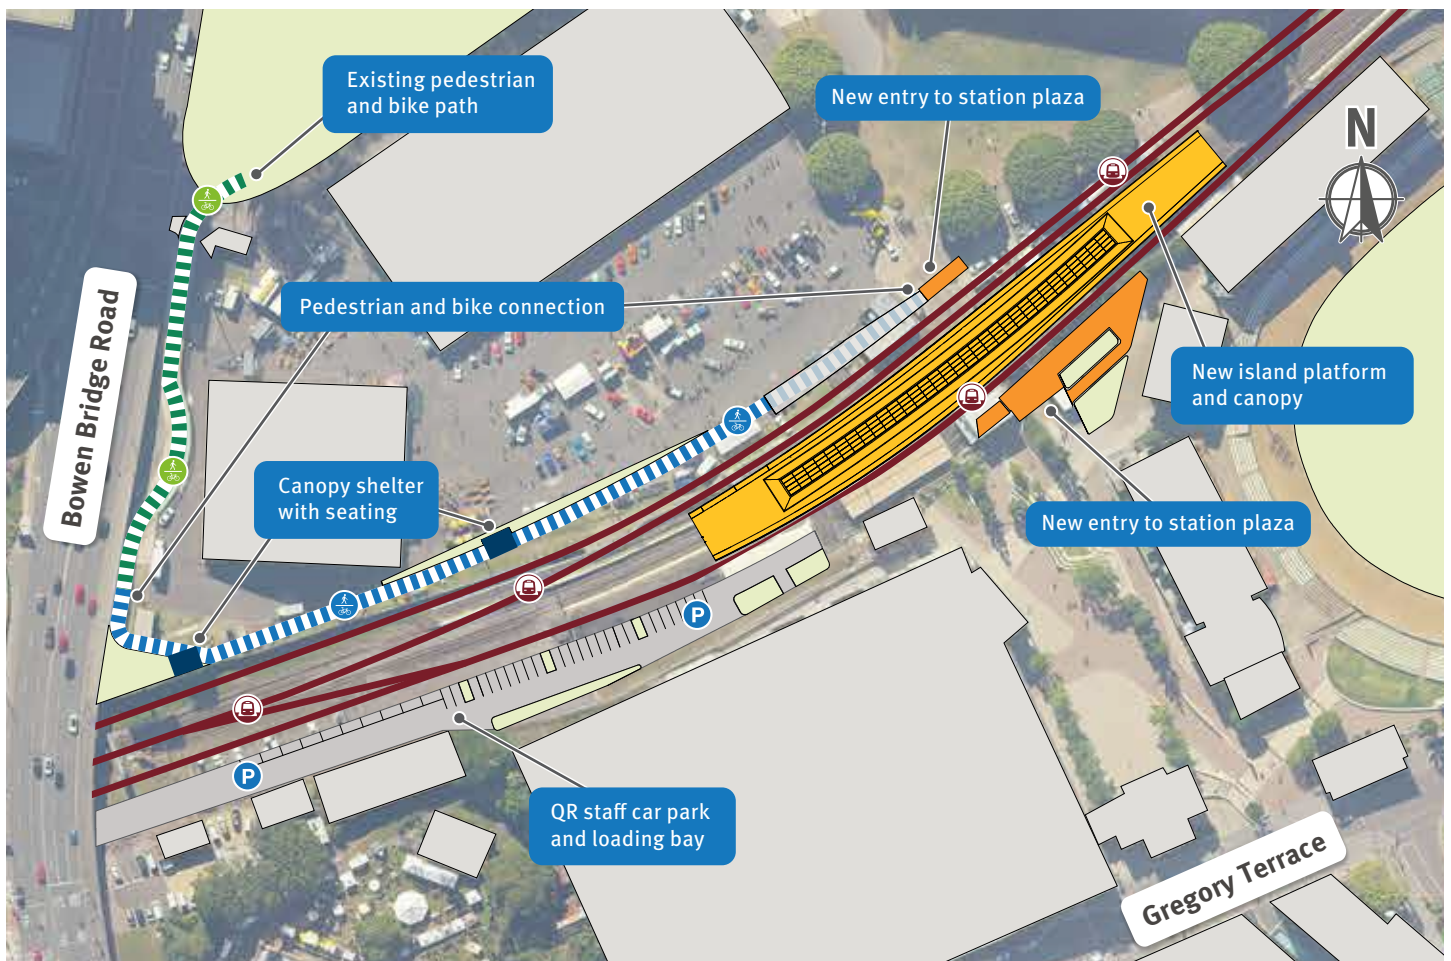 Existing pedestrian
and bike path
New entry to station plaza
N
Pedestrian and bike connection
Bowen Bridge Road
New island platform
and canopy
Canopy shelter
with seating
New entry to station plaza
P
P
QR staff car park
and loading bay
Gregory Terrace